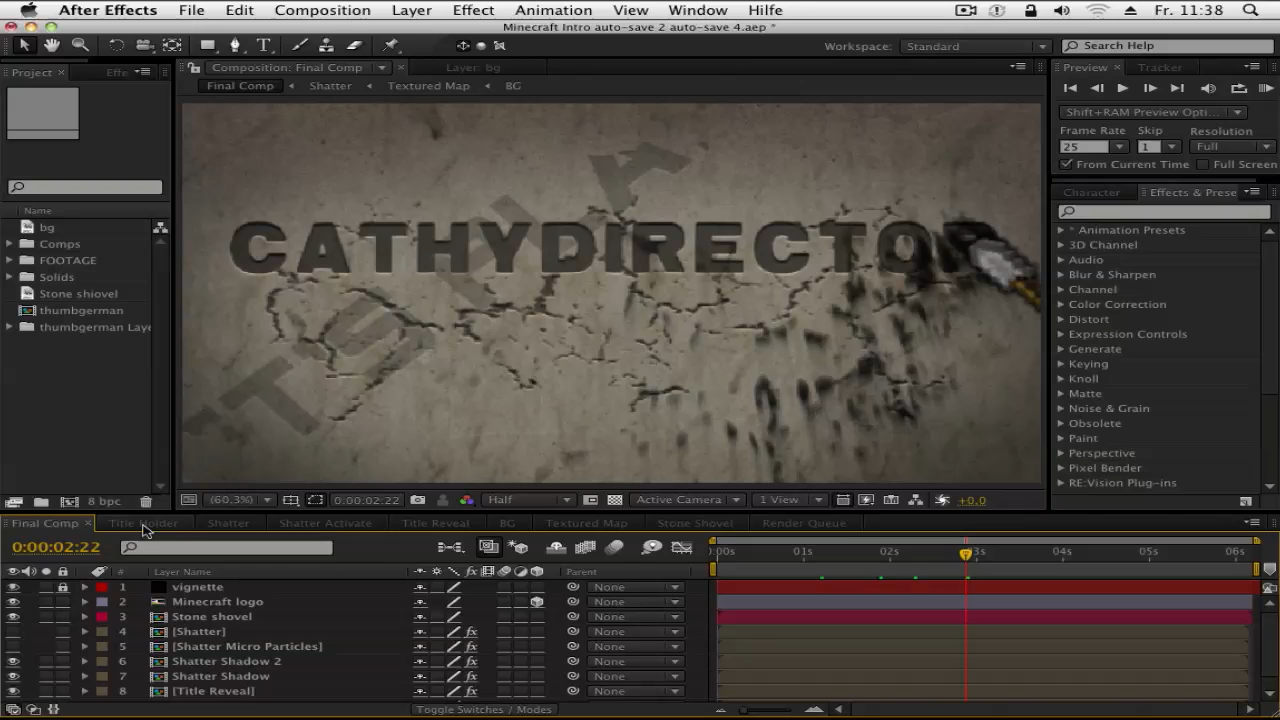 After Effects File Edit Composition Layer Effect Animation View Window Hilfe Fr. 11:38
Minecraft Intro auto-save 2 auto-save 4.aep *
Workspace: Standard Search Help
Project Effe Composition: Final Comp Layer: bg Preview Tracker
Final Comp Shatter Textured Map BG
Shift+RAM Preview Opti...
Frame Rate Skip Resolution
25 1 Full
From Current Time Full Screen
Character Effects & Prese
Name
bg
Comps
FOOTAGE
Solids
Stone shiovel
thumbgerman
thumbgerman Laye
CATHYDIRECTO
* Animation Presets
3D Channel
Audio
Blur & Sharpen
Channel
Color Correction
Distort
Expression Controls
Generate
Keying
Knoll
Matte
Noise & Grain
Obsolete
Paint
Perspective
Pixel Bender
RE:Vision Plug-ins
8 bpc (60,3%) 0:00:02:22 Half Active Camera 1 View +0,0
Final Comp Title Holder Shatter Shatter Activate Title Reveal BG Textured Map Stone Shovel Render Queue
0:00:02:22
:00s 01s 02s 3s 04s 05s 06s
# Layer Name Parent
1 vignette None
2 Minecraft logo None
3 Stone shovel None
4 [Shatter] None
5 [Shatter Micro Particles] None
6 Shatter Shadow 2 None
7 Shatter Shadow None
8 [Title Reveal] None
Toggle Switches / Modes